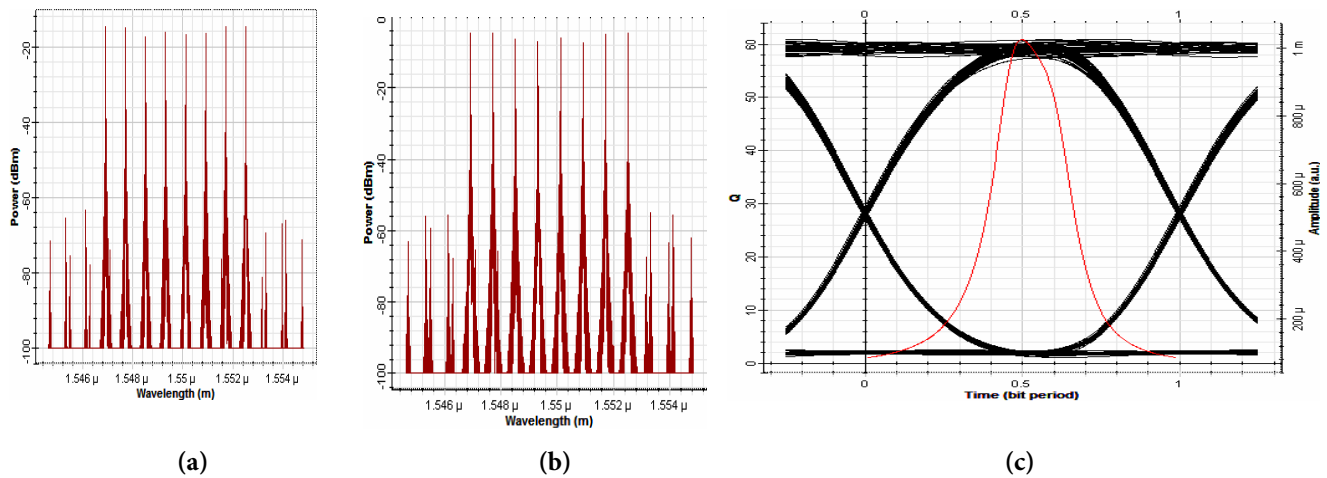 -20
-40
-60
-80
-100
Power (dBm)
1.546 µ 1.548 µ 1.55 µ 1.552 µ 1.554 µ
Wavelength (m)
(a)
0
-20
-40
-60
-80
-100
Power (dBm)
1.546 µ 1.548 µ 1.55 µ 1.552 µ 1.554 µ
Wavelength (m)
(b)
0 0.5 1
60
50
40
30
20
10
0
Q
1 m
800 µ
600 µ
400 µ
200 µ
Amplitude (a.u.)
0 0.5 1
Time (bit period)
(c)